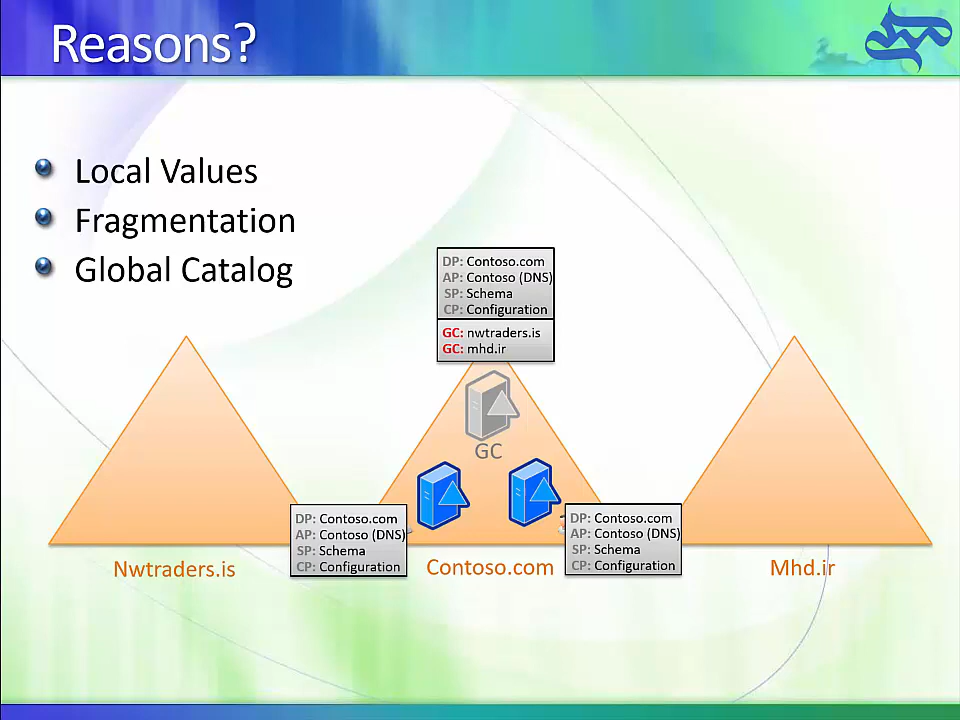 Reasons?
Local Values
Fragmentation
Global Catalog
DP: Contoso.com
AP: Contoso (DNS)
SP: Schema
CP: Configuration
GC: nwtraders.is
GC: mhd.ir
GC
DP: Contoso.com
AP: Contoso (DNS)
SP: Schema
CP: Configuration
DP: Contoso.com
AP: Contoso (DNS)
SP: Schema
CP: Configuration
Nwtraders.is
Contoso.com
Mhd.ir